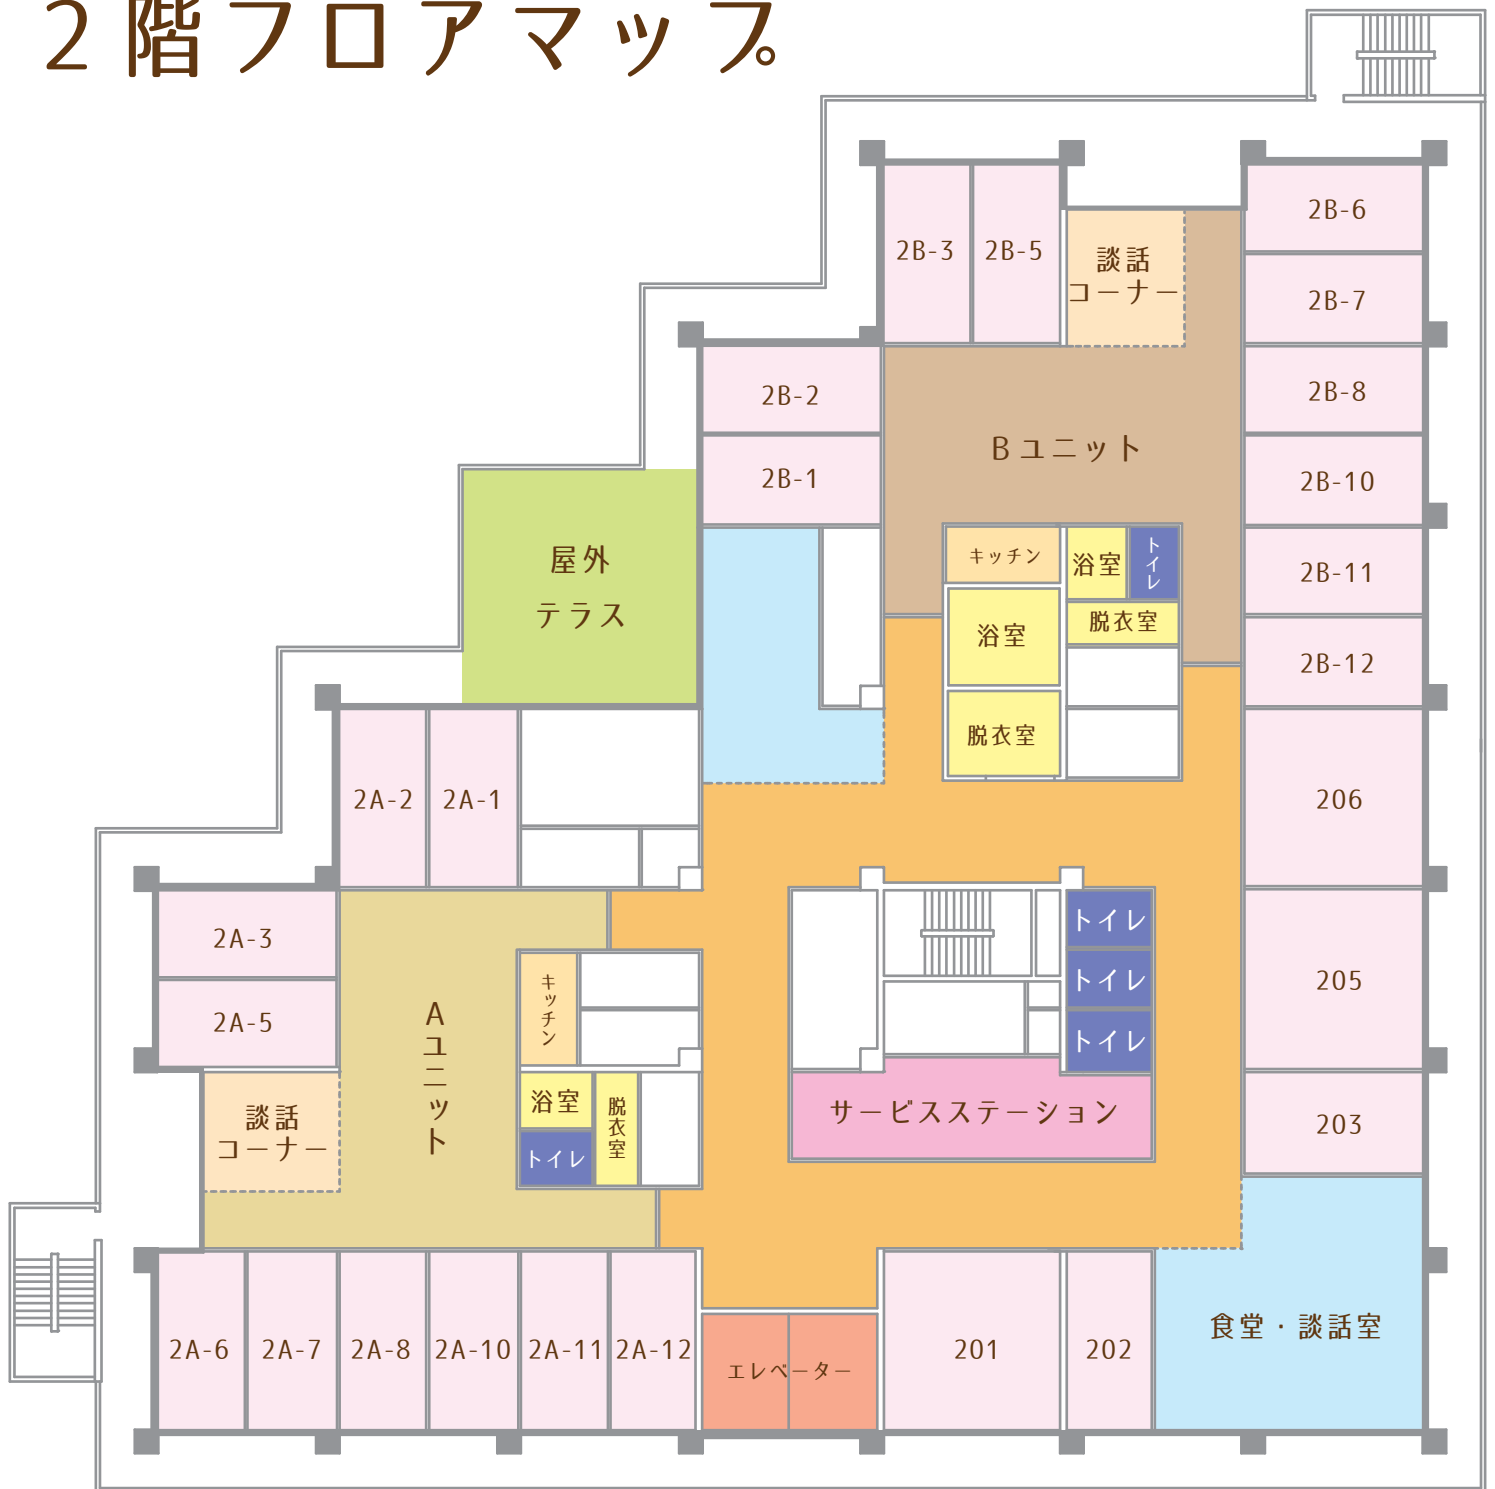 2階フロアマップ
2B-6
2B-3
2B-5
談話
コーナー
2B-7
2B-2
2B-8
Bユニット
2B-1
2B-10
屋外
テラス
キッチン
浴室
トイレ
2B-11
脱衣室
浴室
2B-12
脱衣室
2A-2
2A-1
206
2A-3
トイレ
2A-5
キッチン
トイレ
205
Aユニット
トイレ
談話
コーナー
浴室
脱衣室
サービスステーション
203
トイレ
2A-6
2A-7
2A-8
2A-10
2A-11
2A-12
エレベーター
201
202
食堂・談話室